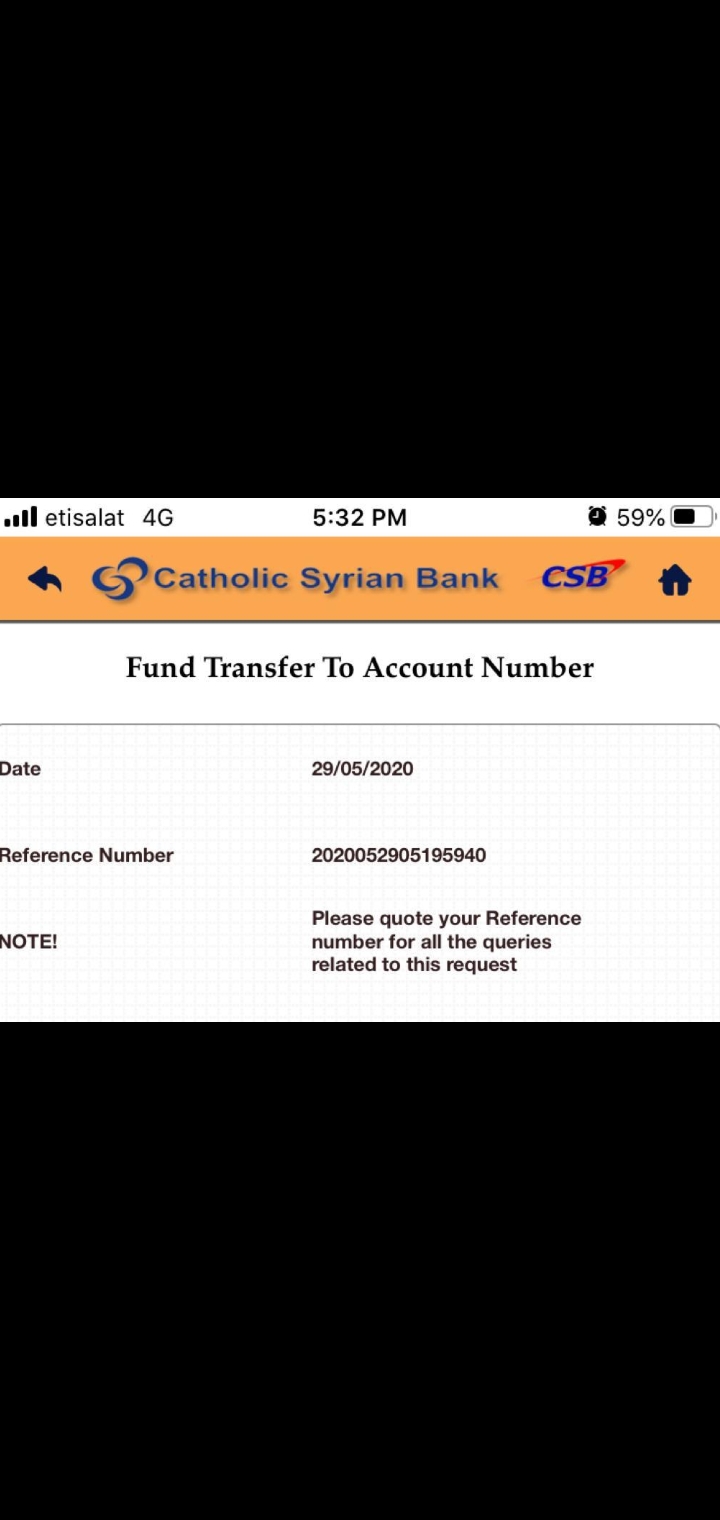 etisalat 4G 5:32 PM 59%
Catholic Syrian Bank CSB
Fund Transfer To Account Number
Date 29/05/2020
Reference Number 2020052905195940
Please quote your Reference
NOTE! number for all the queries
related to this request